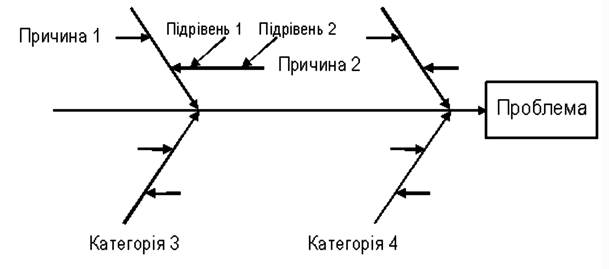 Причина 1
Підрівень 1
Підрівень 2
Причина 2
Проблема
Категорія 3
Категорія 4